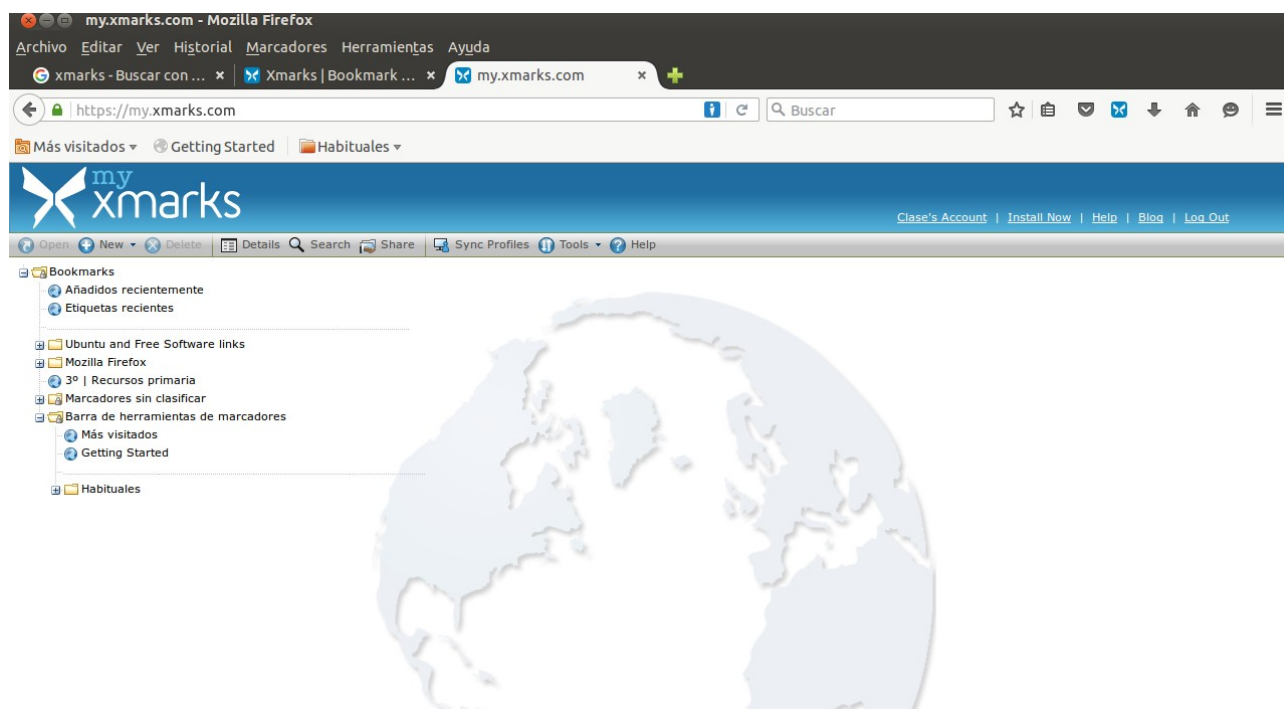 my.xmarks.com - Mozilla Firefox
Archivo Editar Ver Historial Marcadores Herramientas Ayuda
xmarks - Buscar con ... Xmarks | Bookmark ... my.xmarks.com
https://my.xmarks.com Buscar
Más visitados Getting Started Habituales
my
xmarks
Clase's Account | Install Now | Help | Blog | Log Out
Open New Delete Details Search Share Sync Profiles Tools Help
Bookmarks
Añadidos recientemente
Etiquetas recientes
Ubuntu and Free Software links
Mozilla Firefox
3º | Recursos primaria
Marcadores sin clasificar
Barra de herramientas de marcadores
Más visitados
Getting Started
Habituales